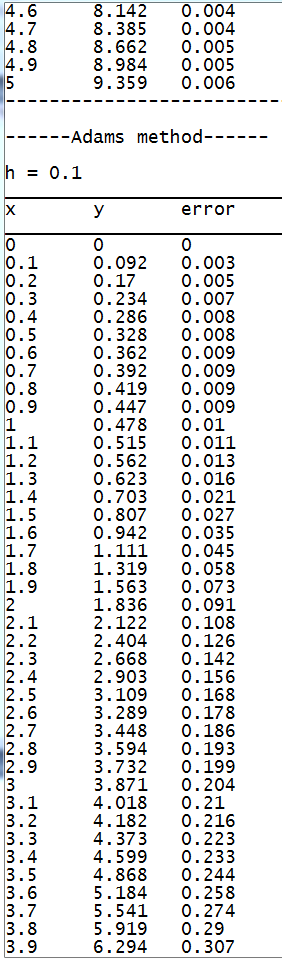 4.6 8.142 0.004
4.7 8.385 0.004
4.8 8.662 0.005
4.9 8.984 0.005
5 9.359 0.006
--------------------------
------Adams method------
h = 0.1
x y error
0 0 0
0.1 0.092 0.003
0.2 0.17 0.005
0.3 0.234 0.007
0.4 0.286 0.008
0.5 0.328 0.008
0.6 0.362 0.009
0.7 0.392 0.009
0.8 0.419 0.009
0.9 0.447 0.009
1 0.478 0.01
1.1 0.515 0.011
1.2 0.562 0.013
1.3 0.623 0.016
1.4 0.703 0.021
1.5 0.807 0.027
1.6 0.942 0.035
1.7 1.111 0.045
1.8 1.319 0.058
1.9 1.563 0.073
2 1.836 0.091
2.1 2.122 0.108
2.2 2.404 0.126
2.3 2.668 0.142
2.4 2.903 0.156
2.5 3.109 0.168
2.6 3.289 0.178
2.7 3.448 0.186
2.8 3.594 0.193
2.9 3.732 0.199
3 3.871 0.204
3.1 4.018 0.21
3.2 4.182 0.216
3.3 4.373 0.223
3.4 4.599 0.233
3.5 4.868 0.244
3.6 5.184 0.258
3.7 5.541 0.274
3.8 5.919 0.29
3.9 6.294 0.307